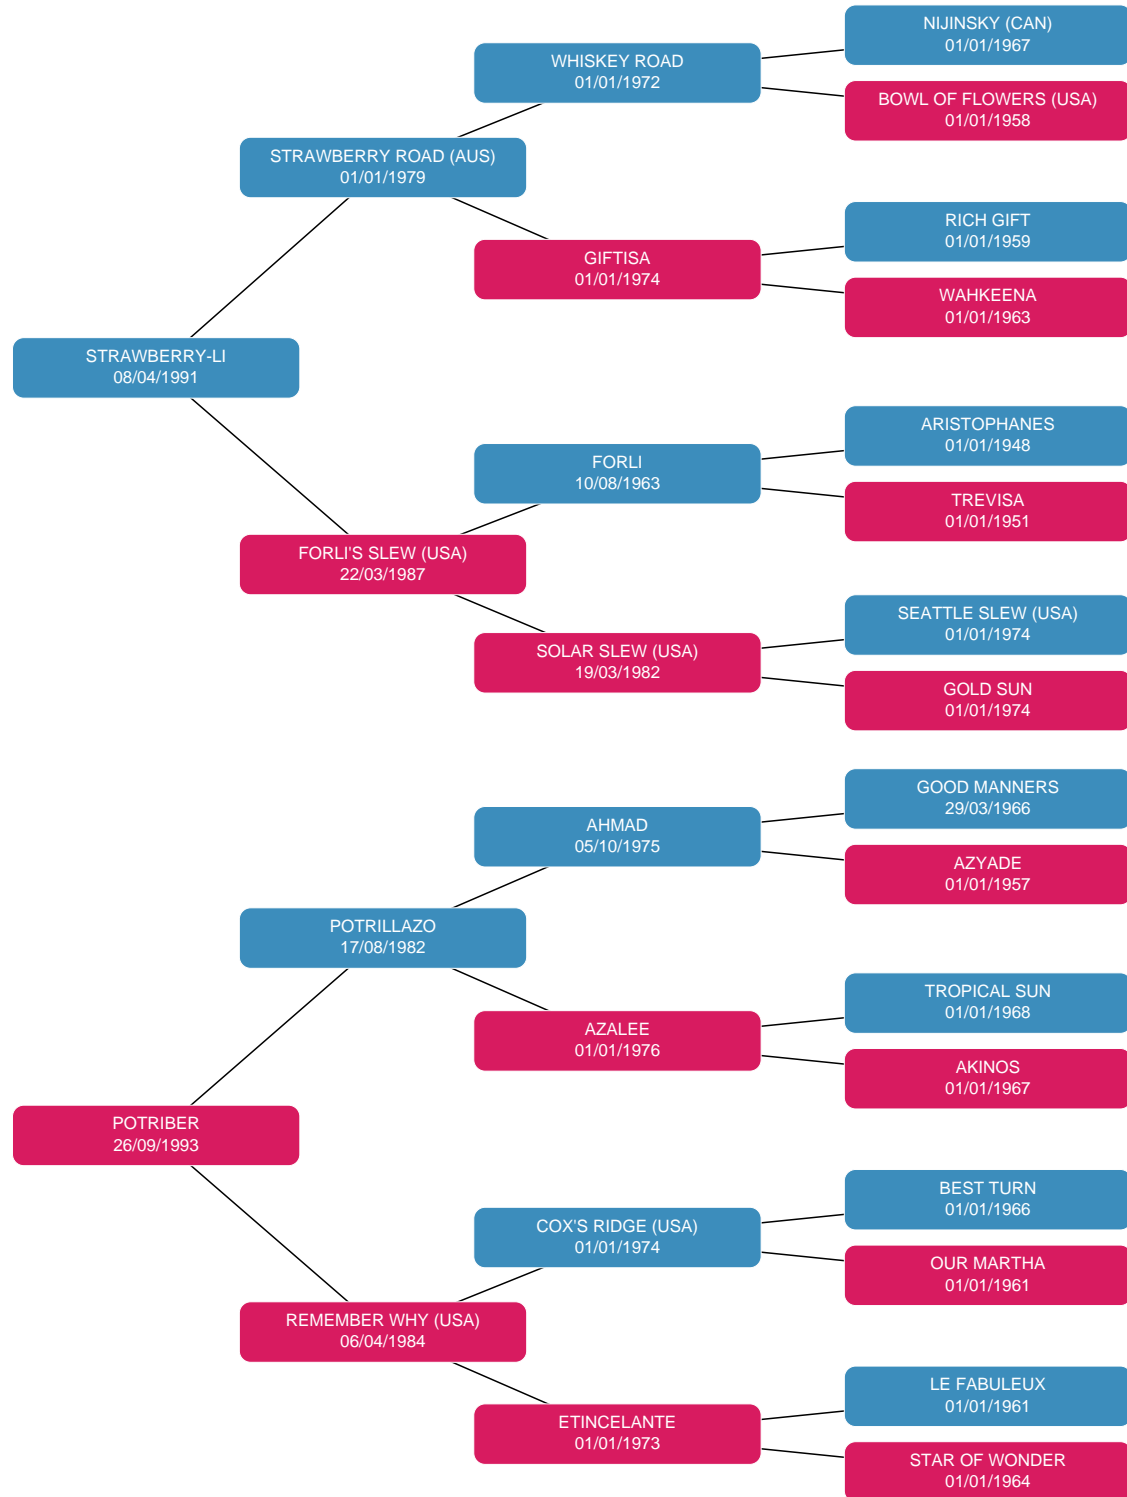 NIJINSKY (CAN)
01/01/1967
WHISKEY ROAD
01/01/1972
BOWL OF FLOWERS (USA)
01/01/1958
STRAWBERRY ROAD (AUS)
01/01/1979
RICH GIFT
01/01/1959
GIFTISA
01/01/1974
WAHKEENA
01/01/1963
STRAWBERRY-LI
08/04/1991
ARISTOPHANES
01/01/1948
FORLI
10/08/1963
TREVISA
01/01/1951
FORLI'S SLEW (USA)
22/03/1987
SEATTLE SLEW (USA)
01/01/1974
SOLAR SLEW (USA)
19/03/1982
GOLD SUN
01/01/1974
GOOD MANNERS
29/03/1966
AHMAD
05/10/1975
AZYADE
01/01/1957
POTRILLAZO
17/08/1982
TROPICAL SUN
01/01/1968
AZALEE
01/01/1976
AKINOS
01/01/1967
POTRIBER
26/09/1993
BEST TURN
01/01/1966
COX'S RIDGE (USA)
01/01/1974
OUR MARTHA
01/01/1961
REMEMBER WHY (USA)
06/04/1984
LE FABULEUX
01/01/1961
ETINCELANTE
01/01/1973
STAR OF WONDER
01/01/1964